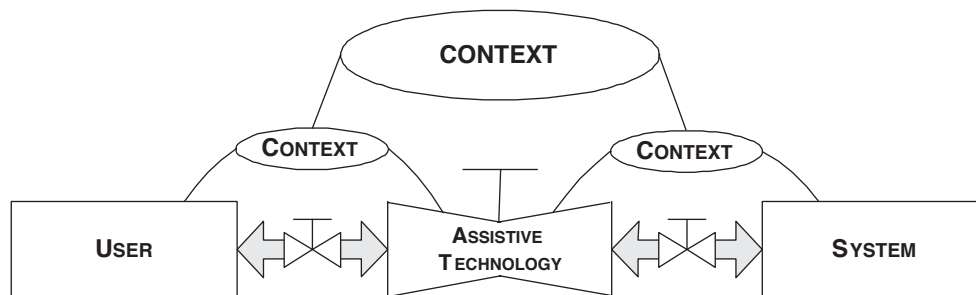 CONTEXT
CONTEXT
CONTEXT
USER
ASSISTIVE
TECHNOLOGY
SYSTEM